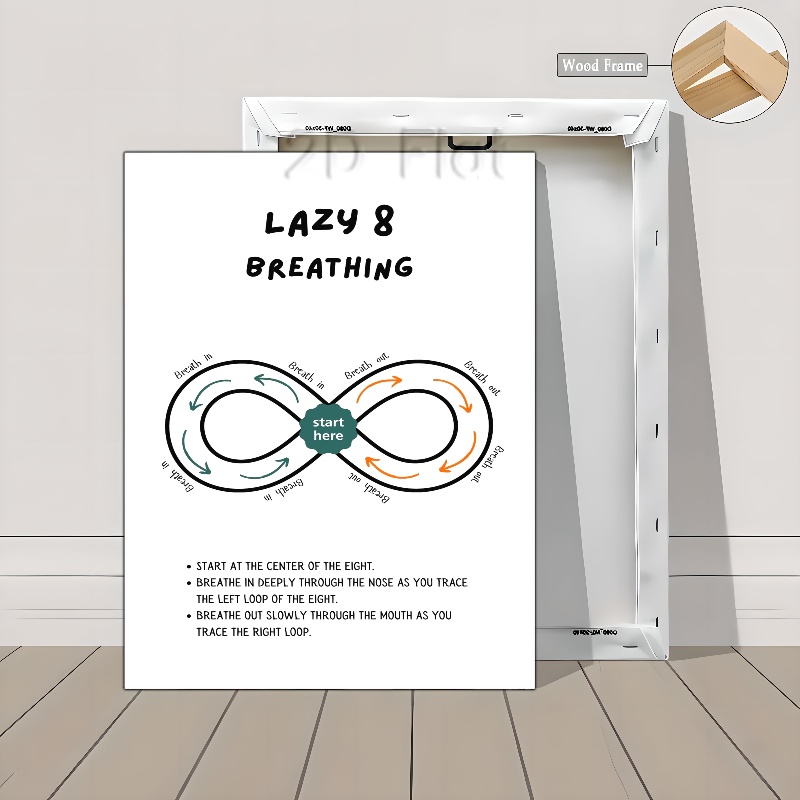 Wood Frame
2D Flot
LAZY 8
BREATHING
Breath in
Breath in
Breath out
Breath out
start
here
Breath in
Breath in
Breath out
Breath out
• START AT THE CENTER OF THE EIGHT.
• BREATHE IN DEEPLY THROUGH THE NOSE AS YOU TRACE
THE LEFT LOOP OF THE EIGHT.
• BREATHE OUT SLOWLY THROUGH THE MOUTH AS YOU
TRACE THE RIGHT LOOP.